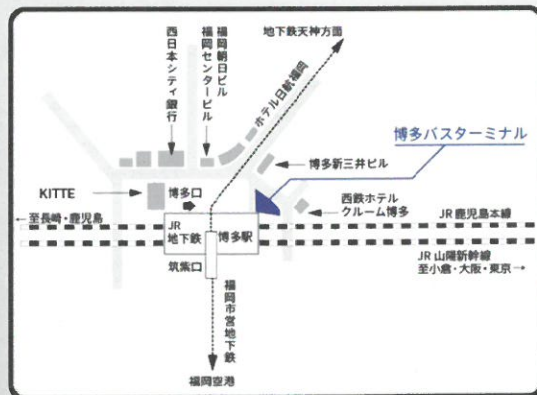 地下鉄天神方面
福岡朝日ビル
福岡センタービル
西日本シティ銀行
ホテル日航福岡
博多バスターミナル
博多新三井ビル
KITTE
博多口
西鉄ホテル
クルーム博多
←至長崎・鹿児島
JR
地下鉄
博多駅
JR 鹿児島本線
筑紫口
JR 山陽新幹線
至小倉・大阪・東京→
福岡市営地下鉄
福岡空港